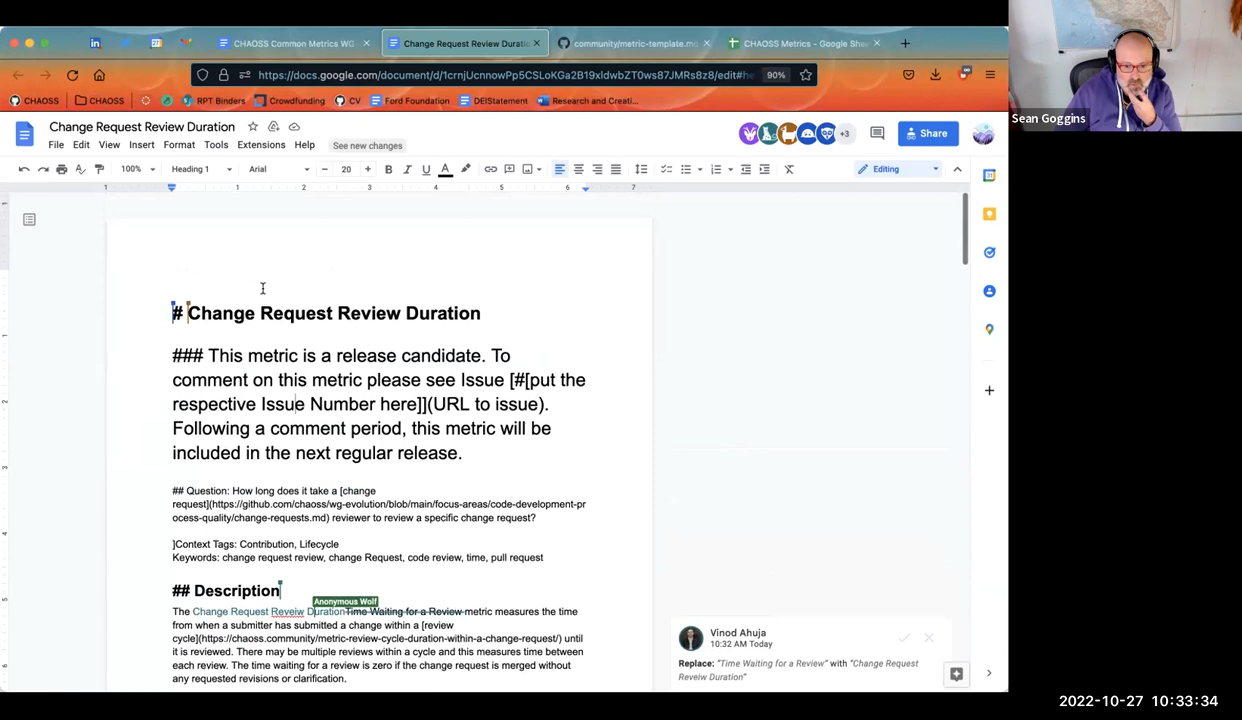 CHAOSS Common Metrics WG
Change Request Review Durati
community/metric-template.m
CHAOSS Metrics - Google She
https://docs.google.com/document/d/1crnjUcnnowPp5CSLoKGa2B19xldwbZT0ws87JMRs8z8/edit#he
90%
CHAOSS
CHAOSS
RPT Binders
Crowdfunding
CV
Ford Foundation
DEIStatement
Research and Creati...
Sean Goggins
Change Request Review Duration
+3
Share
File Edit View Insert Format Tools Extensions Help
See new changes
100%
Heading 1
Arial
20
Editing
1 1 2 3 4 5 6 7
# Change Request Review Duration
### This metric is a release candidate. To
comment on this metric please see Issue [#[put the
respective Issue Number here]](URL to issue).
Following a comment period, this metric will be
included in the next regular release.
## Question: How long does it take a [change
request](https://github.com/chaoss/wg-evolution/blob/main/focus-areas/code-development-pr
ocess-quality/change-requests.md) reviewer to review a specific change request?
]Context Tags: Contribution, Lifecycle
Keywords: change request review, change Request, code review, time, pull request
## Description
Anonymous Wolf
The Change Request Reveiw DurationTime Waiting for a Review metric measures the time
from when a submitter has submitted a change within a [review
cycle](https://chaoss.community/metric-review-cycle-duration-within-a-change-request/) until
it is reviewed. There may be multiple reviews within a cycle and this measures time between
each review. The time waiting for a review is zero if the change request is merged without
any requested revisions or clarification.
Vinod Ahuja
10:32 AM Today
Replace: "Time Waiting for a Review" with "Change Request
Reveiw Duration"
2022-10-27 10:33:34